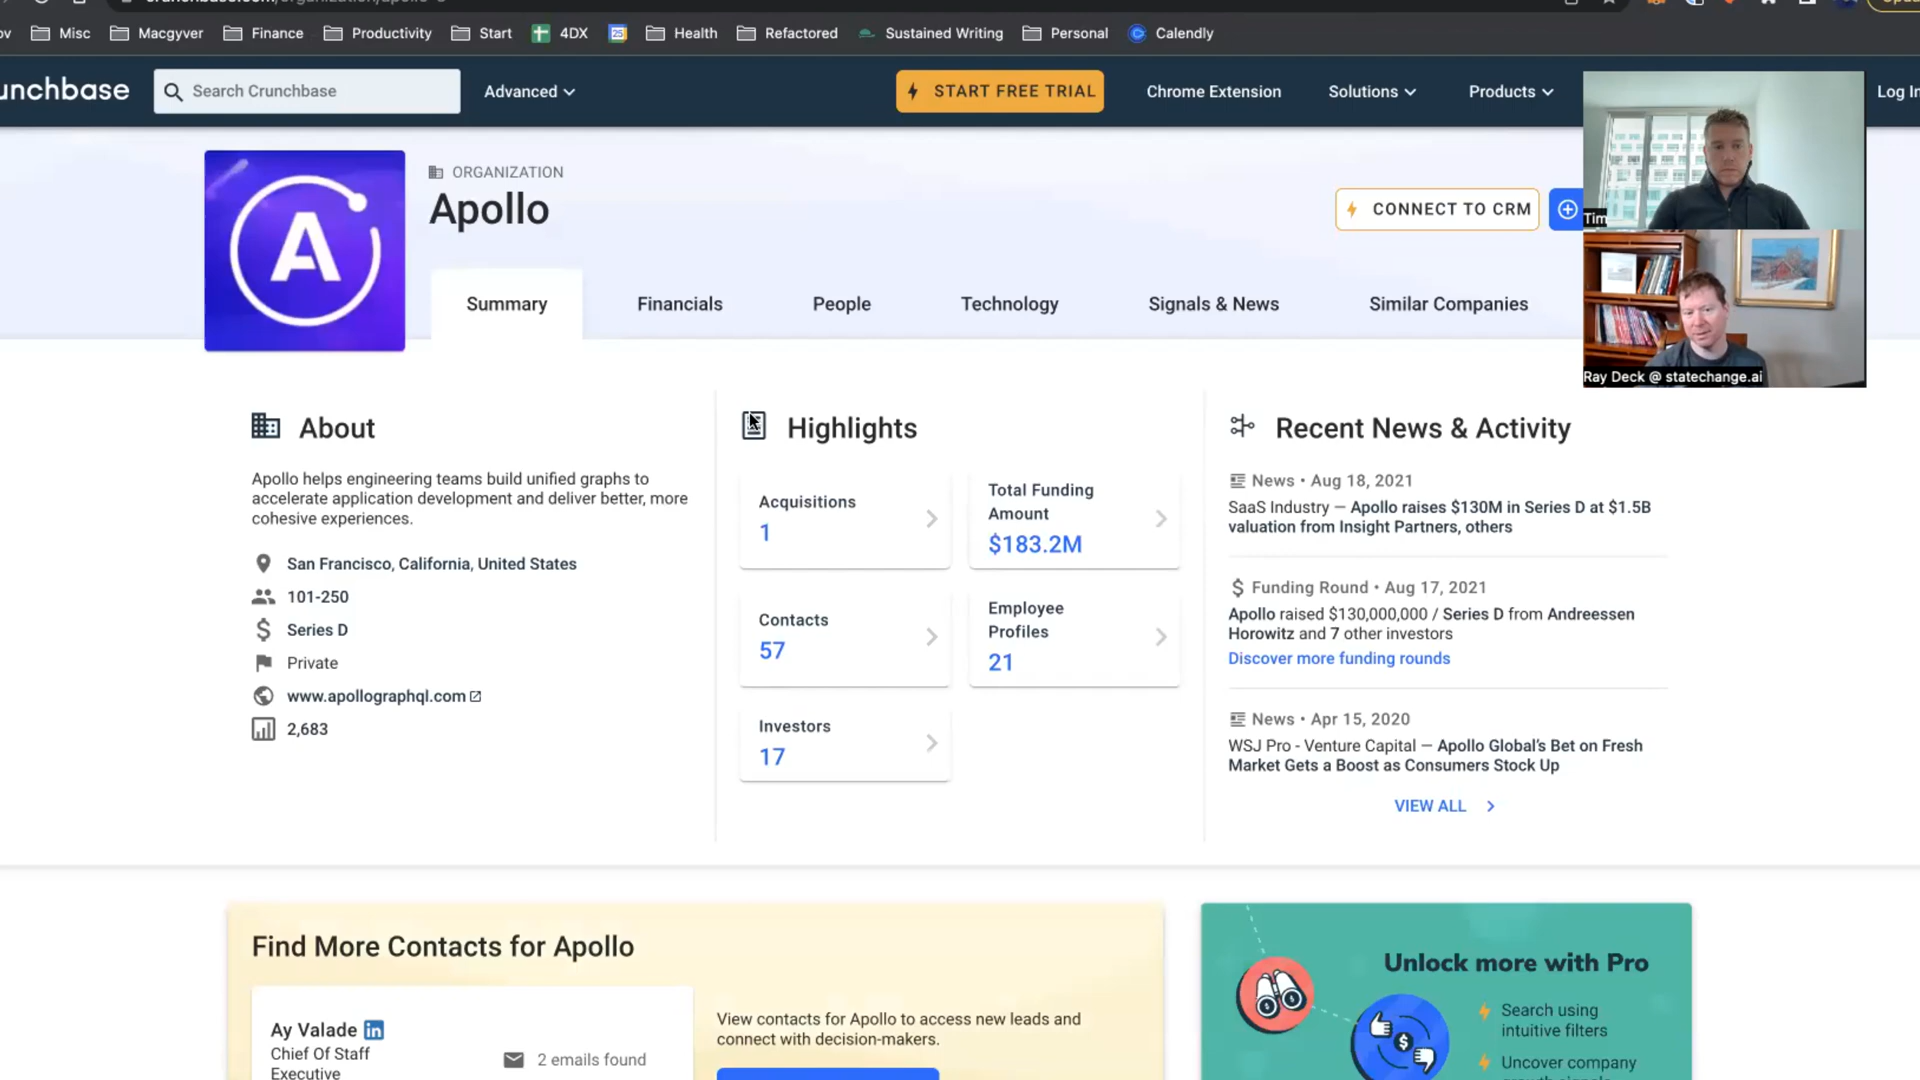 Misc
Macgyver
Finance
Productivity
Start
4DX
25
Health
Refactored
Sustained Writing
Personal
Calendly
Search Crunchbase
Advanced
START FREE TRIAL
Chrome Extension
Solutions
Products
Log In
A
ORGANIZATION
Apollo
CONNECT TO CRM
Tim
Ray Deck @ statechange.ai
Summary
Financials
People
Technology
Signals & News
Similar Companies
About
Apollo helps engineering teams build unified graphs to
accelerate application development and deliver better, more
cohesive experiences.
San Francisco, California, United States
101-250
Series D
Private
www.apollographql.com
2,683
Highlights
Acquisitions
1
Total Funding
Amount
$183.2M
Contacts
57
Employee
Profiles
21
Investors
17
Recent News & Activity
News • Aug 18, 2021
SaaS Industry — Apollo raises $130M in Series D at $1.5B
valuation from Insight Partners, others
Funding Round • Aug 17, 2021
Apollo raised $130,000,000 / Series D from Andreessen
Horowitz and 7 other investors
Discover more funding rounds
News • Apr 15, 2020
WSJ Pro - Venture Capital — Apollo Global's Bet on Fresh
Market Gets a Boost as Consumers Stock Up
VIEW ALL
Find More Contacts for Apollo
Ay Valade in
Chief Of Staff
Executive
2 emails found
View contacts for Apollo to access new leads and
connect with decision-makers.
Unlock more with Pro
Search using
intuitive filters
Uncover company